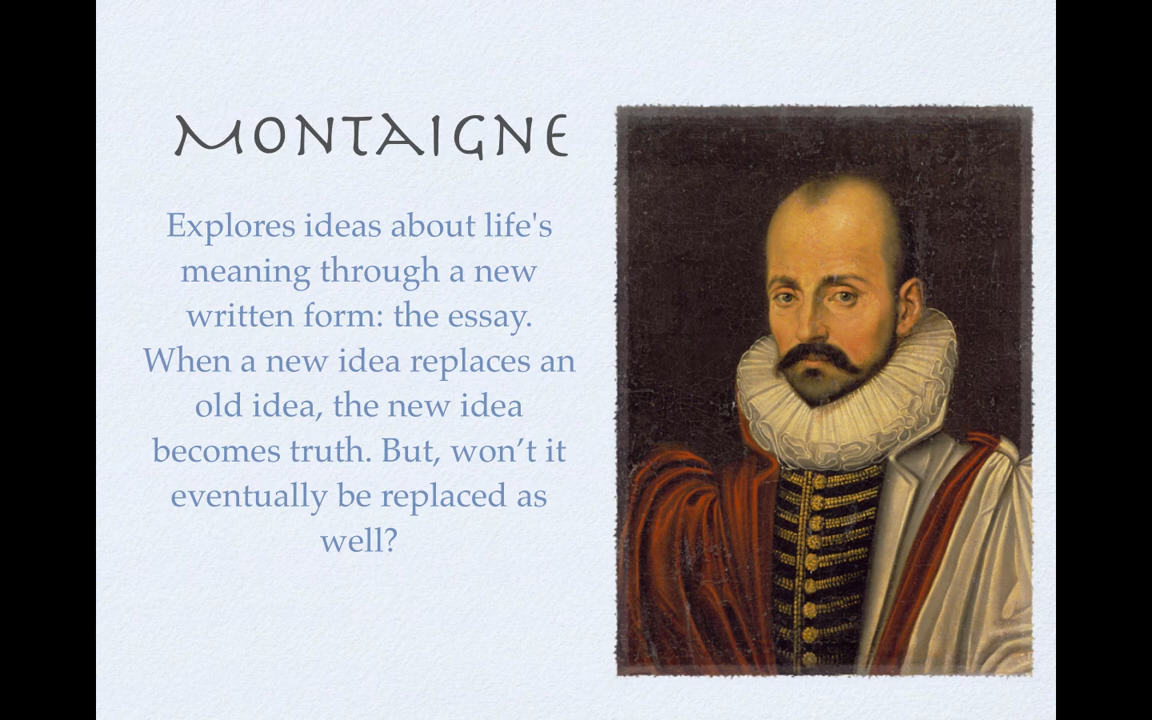 MONTAIGNE
Explores ideas about life's
meaning through a new
written form: the essay.
When a new idea replaces an
old idea, the new idea
becomes truth. But, won’t it
eventually be replaced as
well?